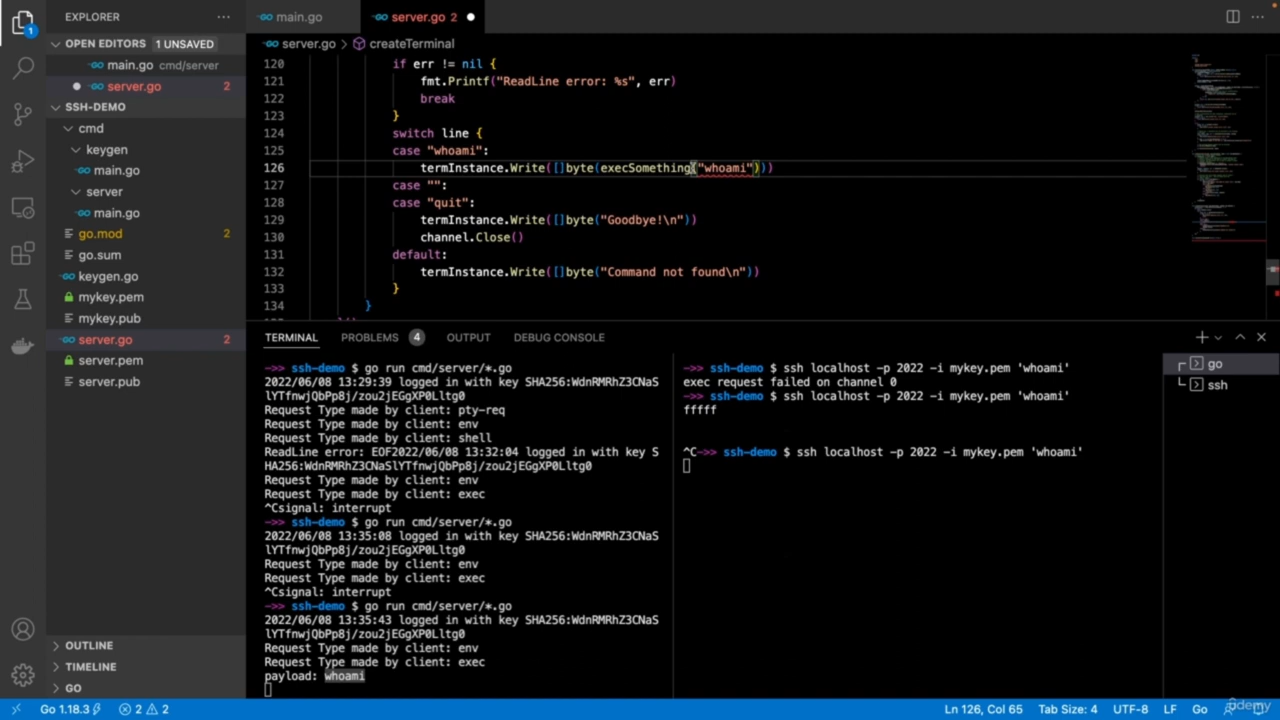 EXPLORER
OPEN EDITORS 1 UNSAVED
main.go cmd/server
server.go 2
SSH-DEMO
cmd
keygen
main.go
server
main.go
go.mod 2
go.sum
keygen.go
mykey.pem
mykey.pub
server.go 2
server.pem
server.pub
OUTLINE
TIMELINE
GO
1
main.go
server.go 2
server.go > createTerminal
120 if err != nil {
121 fmt.Printf("ReadLine error: %s", err)
122 break
123 }
124 switch line {
125 case "whoami":
126 termInstance.Write([]byte(execSomething("whoami")))
127 case "":
128 case "quit":
129 termInstance.Write([]byte("Goodbye!\n"))
130 channel.Close()
131 default:
132 termInstance.Write([]byte("Command not found\n"))
133 }
134 }
TERMINAL PROBLEMS 4 OUTPUT DEBUG CONSOLE
->> ssh-demo $ go run cmd/server/*.go
2022/06/08 13:29:39 logged in with key SHA256:WdnRMRhZ3CNaS
lYTfnwjQbPp8j/zou2jEGgXP0Lltg0
Request Type made by client: pty-req
Request Type made by client: env
Request Type made by client: shell
ReadLine error: EOF2022/06/08 13:32:04 logged in with key S
HA256:WdnRMRhZ3CNaSlYTfnwjQbPp8j/zou2jEGgXP0Lltg0
Request Type made by client: env
Request Type made by client: exec
^Csignal: interrupt
->> ssh-demo $ go run cmd/server/*.go
2022/06/08 13:35:08 logged in with key SHA256:WdnRMRhZ3CNaS
lYTfnwjQbPp8j/zou2jEGgXP0Lltg0
Request Type made by client: env
Request Type made by client: exec
^Csignal: interrupt
->> ssh-demo $ go run cmd/server/*.go
2022/06/08 13:35:43 logged in with key SHA256:WdnRMRhZ3CNaS
lYTfnwjQbPp8j/zou2jEGgXP0Lltg0
Request Type made by client: env
Request Type made by client: exec
payload: whoami
->> ssh-demo $ ssh localhost -p 2022 -i mykey.pem 'whoami'
exec request failed on channel 0
->> ssh-demo $ ssh localhost -p 2022 -i mykey.pem 'whoami'
fffff
^C->> ssh-demo $ ssh localhost -p 2022 -i mykey.pem 'whoami'
go
ssh
Go 1.18.3 2 2
Ln 126, Col 65 Tab Size: 4 UTF-8 LF Go
udemy